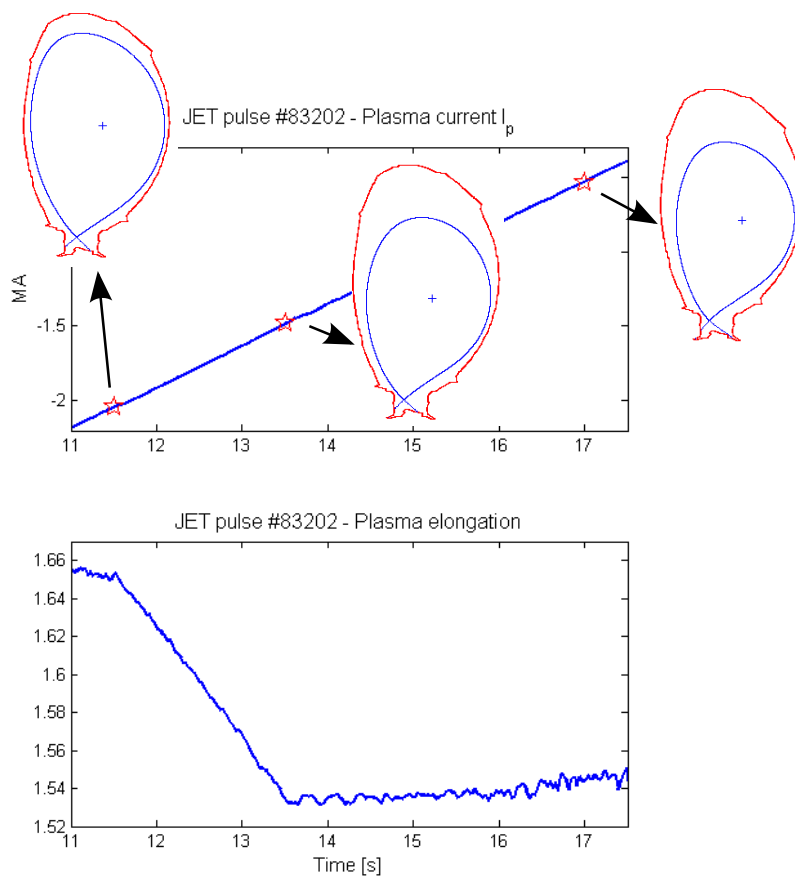 JET pulse #83202 - Plasma current Ip
MA
-1.5
-2
11 12 13 14 15 16 17
JET pulse #83202 - Plasma elongation
1.66
1.64
1.62
1.6
1.58
1.56
1.54
1.52
11 12 13 14 15 16 17
Time [s]